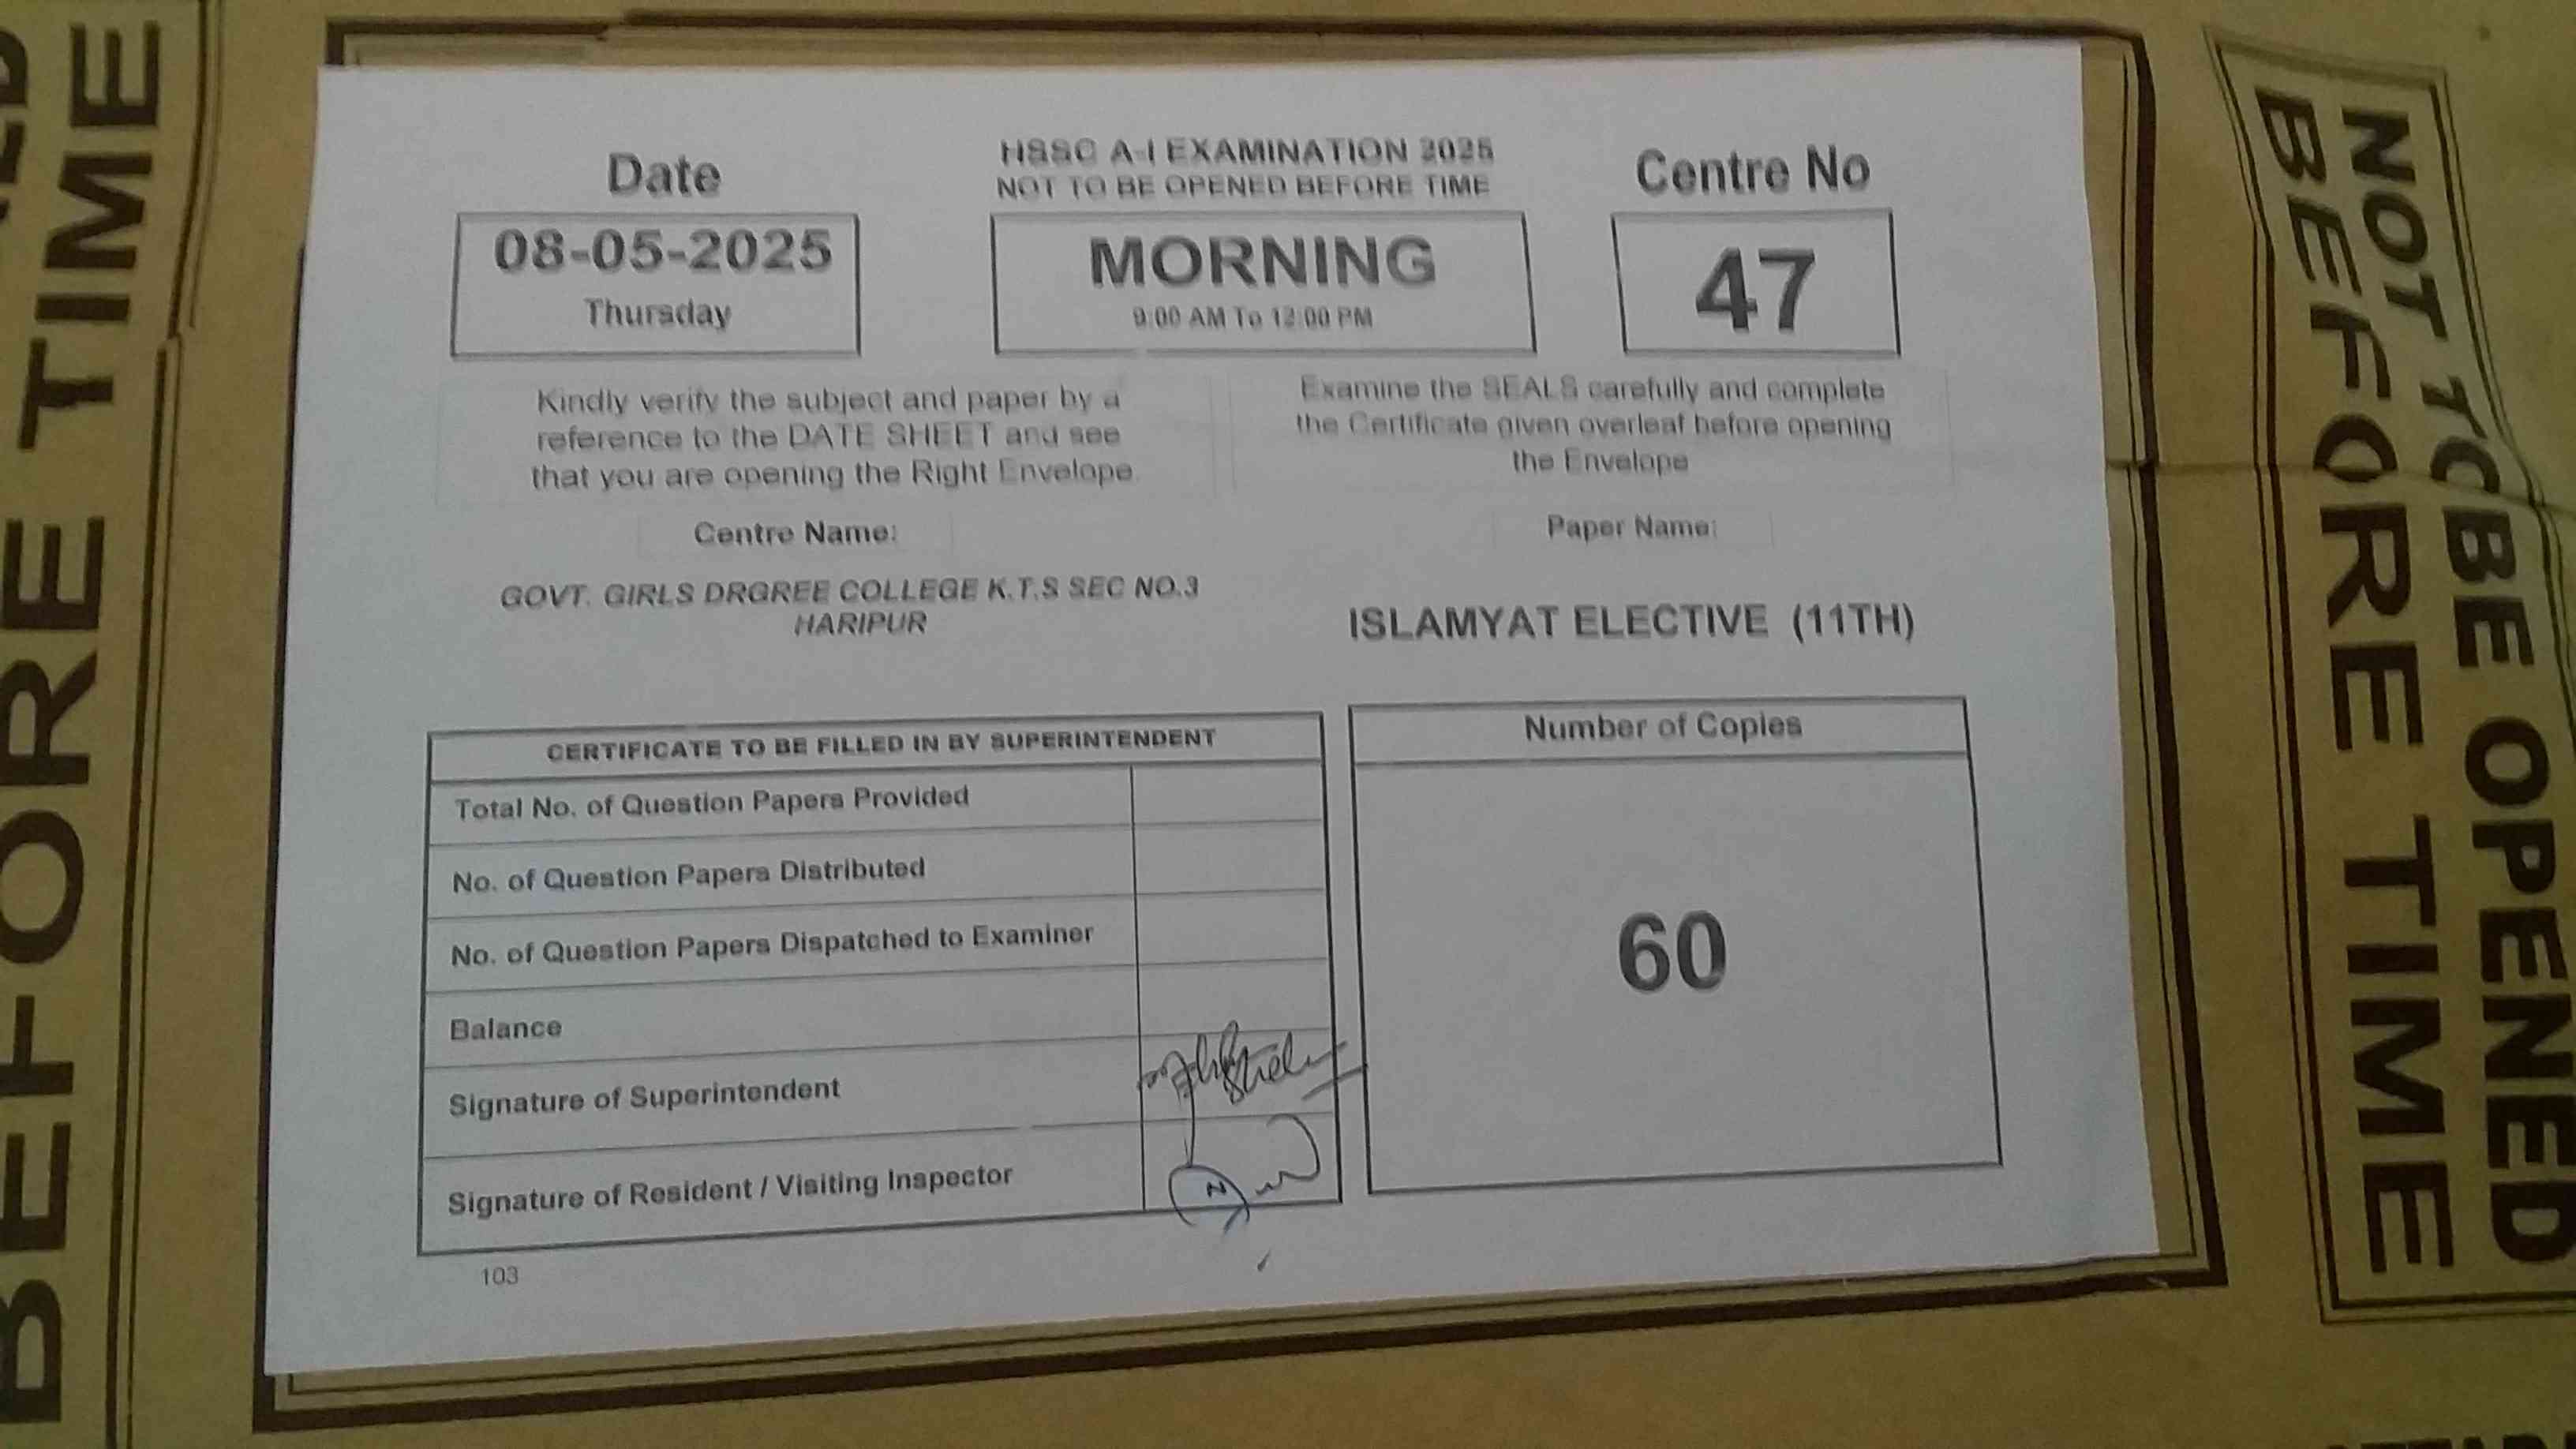 BEFORE TIME
Date
08-05-2025
Thursday
HSSC A-I EXAMINATION 2025
NOT TO BE OPENED BEFORE TIME
MORNING
9:00 AM To 12:00 PM
Centre No
47
Kindly verify the subject and paper by a
reference to the DATE SHEET and see
that you are opening the Right Envelope.
Examine the SEALS carefully and complete
the Certificate given overleaf before opening
the Envelope
Centre Name:
GOVT. GIRLS DRGREE COLLEGE K.T.S SEC NO.3
HARIPUR
Paper Name:
ISLAMYAT ELECTIVE (11TH)
CERTIFICATE TO BE FILLED IN BY SUPERINTENDENT
Total No. of Question Papers Provided
No. of Question Papers Distributed
No. of Question Papers Dispatched to Examiner
Balance
Signature of Superintendent
Signature of Resident / Visiting Inspector
Number of Copies
60
103
NOT TO BE OPENED
BEFORE TIME